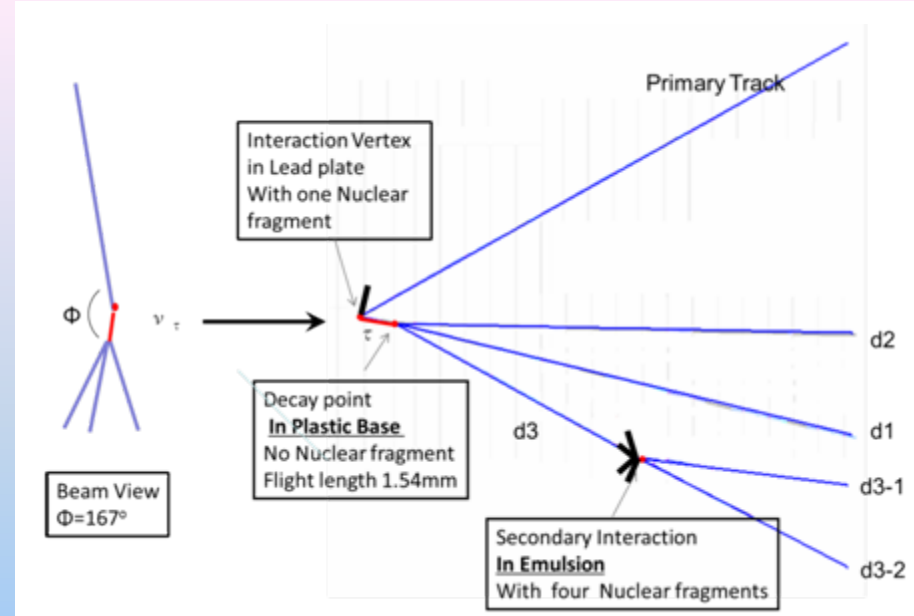 Primary Track
Interaction Vertex
in Lead plate
With one Nuclear
fragment
Φ
ν τ
τ
d2
Decay point
In Plastic Base
No Nuclear fragment
Flight length 1.54mm
d3
d1
d3-1
Beam View
Φ=167°
Secondary Interaction
In Emulsion
With four Nuclear fragments
d3-2